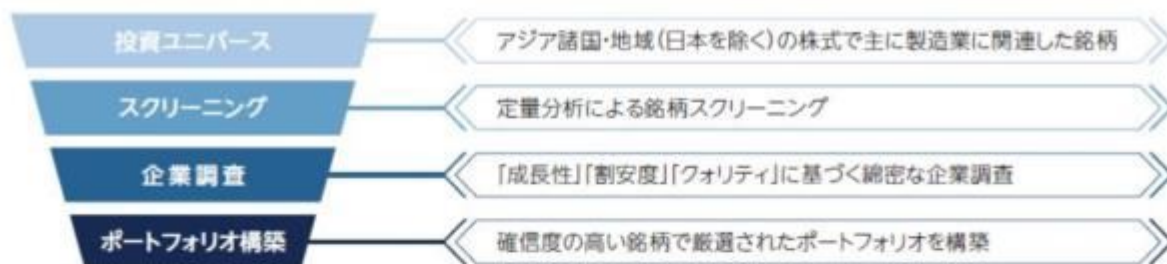 投資ユニバース
アジア諸国・地域(日本を除く)の株式で主に製造業に関連した銘柄
スクリーニング
定量分析による銘柄スクリーニング
企業調査
「成長性」「割安度」「クォリティ」に基づく綿密な企業調査
ポートフォリオ構築
確信度の高い銘柄で厳選されたポートフォリオを構築